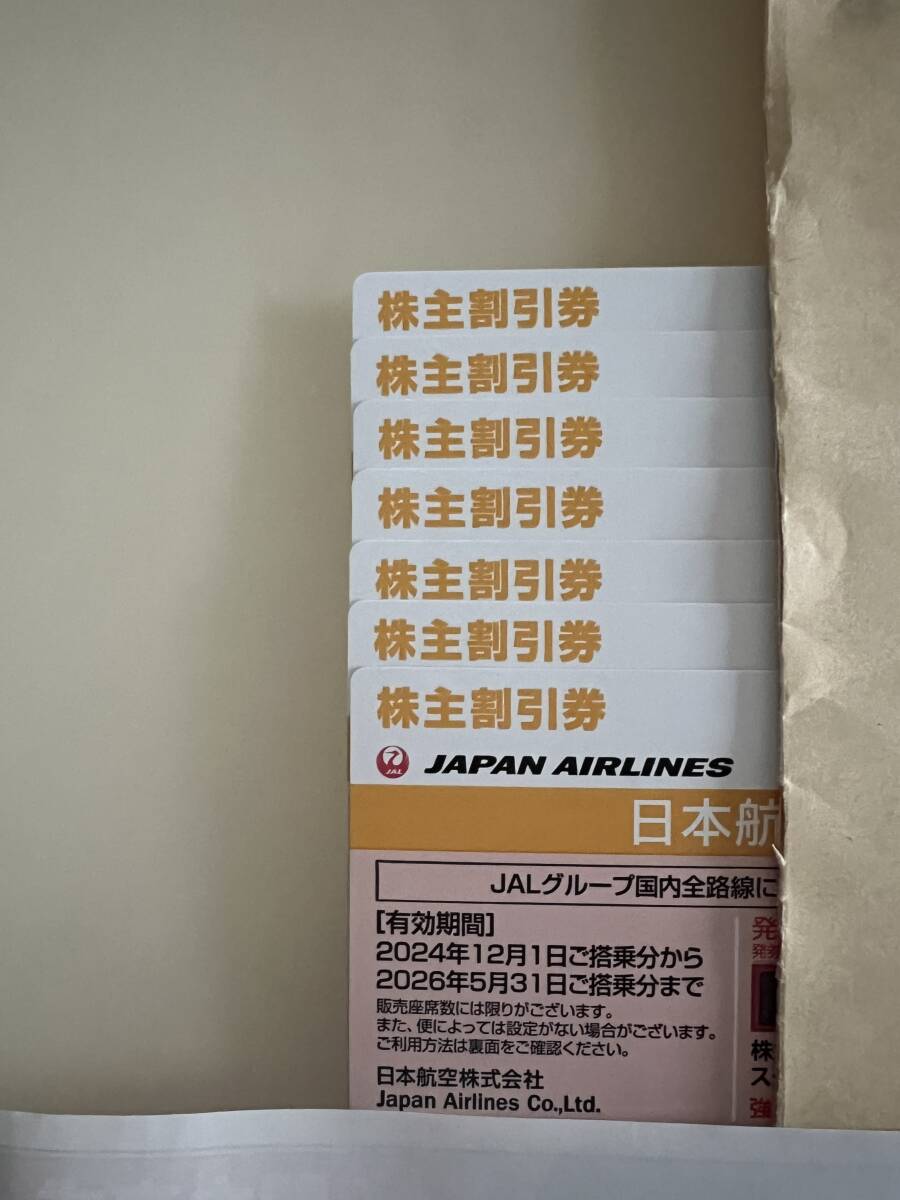 株主割引券
株主割引券
株主割引券
株主割引券
株主割引券
株主割引券
株主割引券
JAL JAPAN AIRLINES
日本航
JALグループ国内全路線に
[有効期間]
2024年12月1日ご搭乗分から
2026年5月31日ご搭乗分まで
販売座席数には限りがございます。
また、便によっては設定がない場合がございます。
ご利用方法は裏面をご確認ください。
日本航空株式会社
Japan Airlines Co.,Ltd.
発
発券
株
ス
強